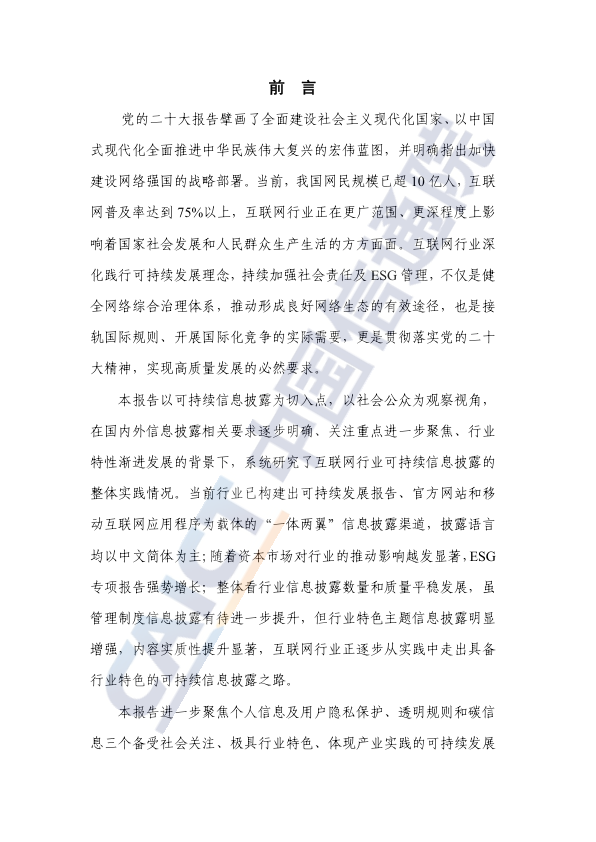 前 言
党的二十大报告擘画了全面建设社会主义现代化国家、以中国
式现代化全面推进中华民族伟大复兴的宏伟蓝图，并明确指出加快
建设网络强国的战略部署。当前，我国网民规模已超 10 亿人，互联
网普及率达到 75%以上，互联网行业正在更广范围、更深程度上影
响着国家社会发展和人民群众生产生活的方方面面。互联网行业深
化践行可持续发展理念，持续加强社会责任及 ESG 管理，不仅是健
全网络综合治理体系，推动形成良好网络生态的有效途径，也是接
轨国际规则、开展国际化竞争的实际需要，更是贯彻落实党的二十
大精神，实现高质量发展的必然要求。
本报告以可持续信息披露为切入点，以社会公众为观察视角，
在国内外信息披露相关要求逐步明确、关注重点进一步聚焦、行业
特性渐进发展的背景下，系统研究了互联网行业可持续信息披露的
整体实践情况。当前行业已构建出可持续发展报告、官方网站和移
动互联网应用程序为载体的“一体两翼”信息披露渠道，披露语言
均以中文简体为主；随着资本市场对行业的推动影响越发显著，ESG
专项报告强势增长；整体看行业信息披露数量和质量平稳发展，虽
管理制度信息披露有待进一步提升，但行业特色主题信息披露明显
增强，内容实质性提升显著，互联网行业正逐步从实践中走出具备
行业特色的可持续信息披露之路。
本报告进一步聚焦个人信息及用户隐私保护、透明规则和碳信
息三个备受社会关注、极具行业特色、体现产业实践的可持续发展
CAICT 中国信通院